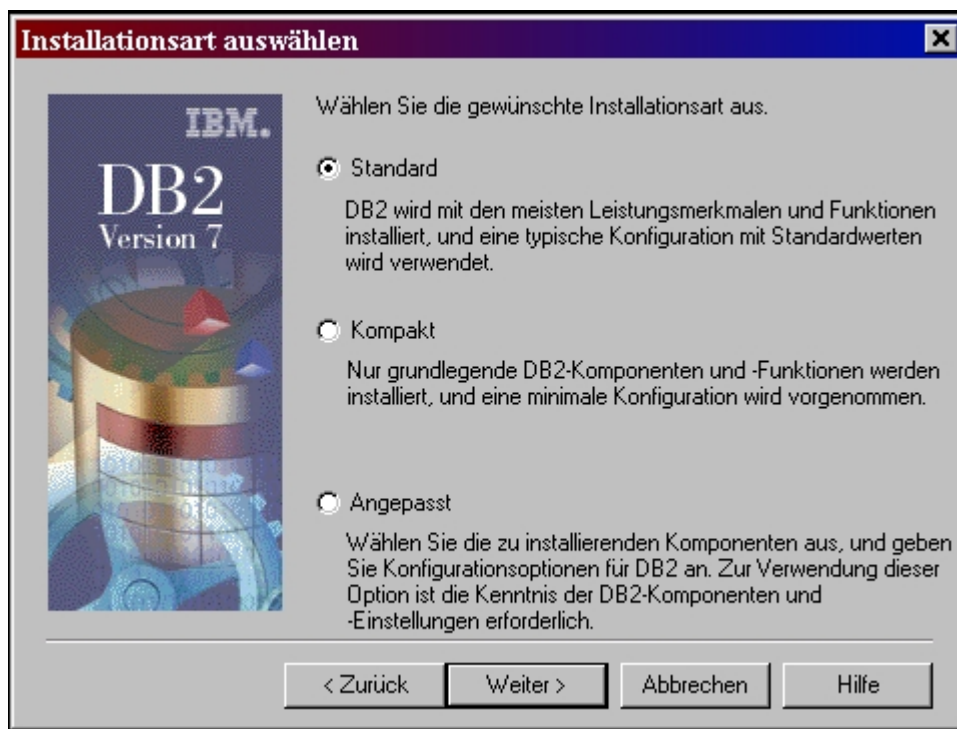 Installationsart auswählen
IBM.
DB2
Version 7
Wählen Sie die gewünschte Installationsart aus.
Standard
DB2 wird mit den meisten Leistungsmerkmalen und Funktionen
installiert, und eine typische Konfiguration mit Standardwerten
wird verwendet.
Kompakt
Nur grundlegende DB2-Komponenten und -Funktionen werden
installiert, und eine minimale Konfiguration wird vorgenommen.
Angepasst
Wählen Sie die zu installierenden Komponenten aus, und geben
Sie Konfigurationsoptionen für DB2 an. Zur Verwendung dieser
Option ist die Kenntnis der DB2-Komponenten und
-Einstellungen erforderlich.
< Zurück
Weiter >
Abbrechen
Hilfe